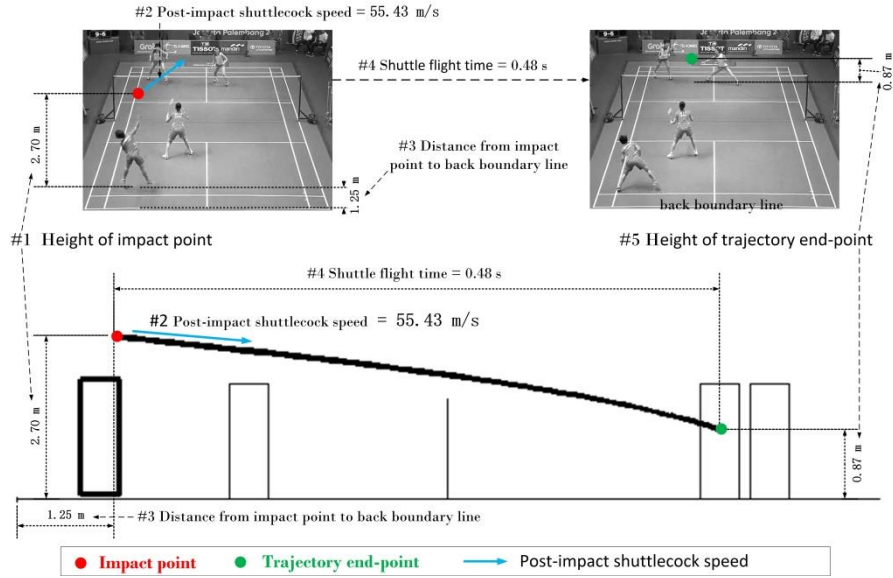 #2 Post-impact shuttlecock speed = 55.43 m/s
9-6
TISSOT
mandiri
#4 Shuttle flight time = 0.48 s
0.87 m
2.70 m
#3 Distance from impact
point to back boundary
line
1.25 m
back boundary line
#1 Height of impact point
#5 Height of trajectory end-point
#4 Shuttle flight time = 0.48 s
#2 Post-impact shuttlecock speed = 55.43 m/s
2.70 m
0.87 m
1.25 m
#3 Distance from impact point to back boundary line
Impact point
Trajectory end-point
Post-impact shuttlecock speed